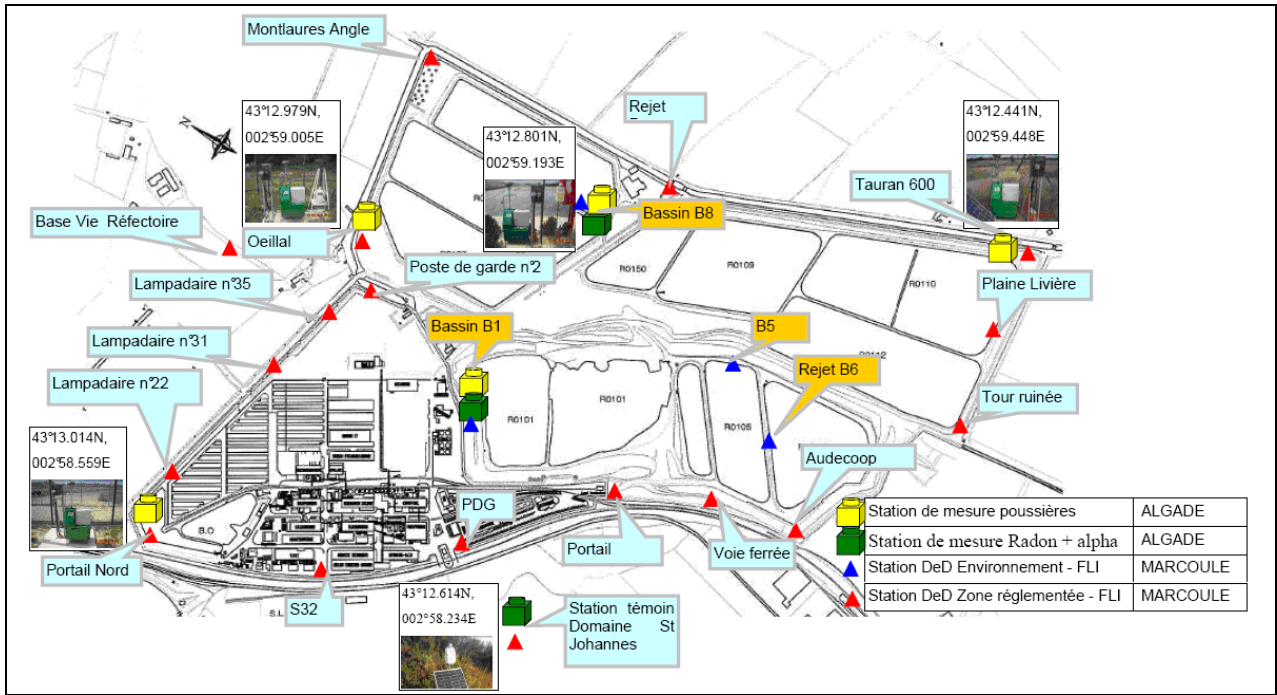 Montlaures Angle
43°12.979N,
002°59.005E
Rejet
43°12.801N,
002°59.193E
43°12.441N,
002°59.448E
N
Tauran 600
Base Vie Réfectoire
Oeillal
Bassin B8
Poste de garde n°2
R0150
R0109
R0110
Plaine Livière
Lampadaire n°35
Bassin B1
B5
Lampadaire n°31
R0112
Rejet B6
Lampadaire n°22
R0101
R0101
R0105
Tour ruinée
43°13.014N,
002°58.559E
Audecoop
PDG
B.O
Portail
Voie ferrée
Portail Nord
S32
Station de mesure poussières ALGADE
Station de mesure Radon + alpha ALGADE
Station DeD Environnement - FLI MARCOULE
Station DeD Zone réglementée - FLI MARCOULE
43°12.614N,
002°58.234E
Station témoin
Domaine St
Johannes